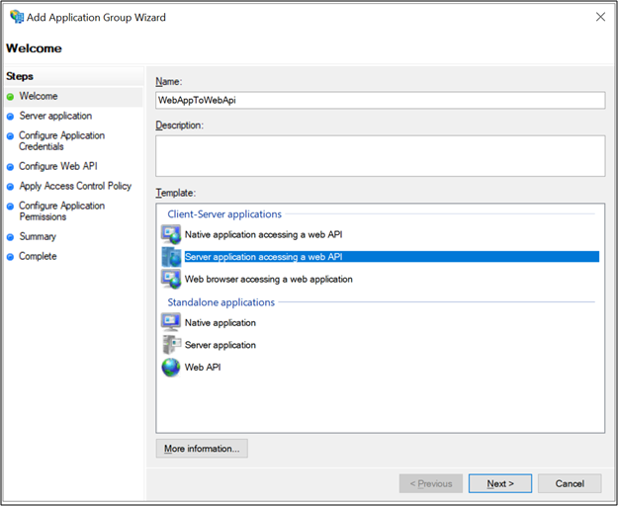 Add Application Group Wizard
Welcome
Steps
Welcome
Server application
Configure Application
Credentials
Configure Web API
Apply Access Control Policy
Configure Application
Permissions
Summary
Complete
Name:
WebAppToWebApi
Description:
Template:
Client-Server applications
Native application accessing a web API
Server application accessing a web API
Web browser accessing a web application
Standalone applications
Native application
Server application
Web API
More information...
< Previous
Next >
Cancel